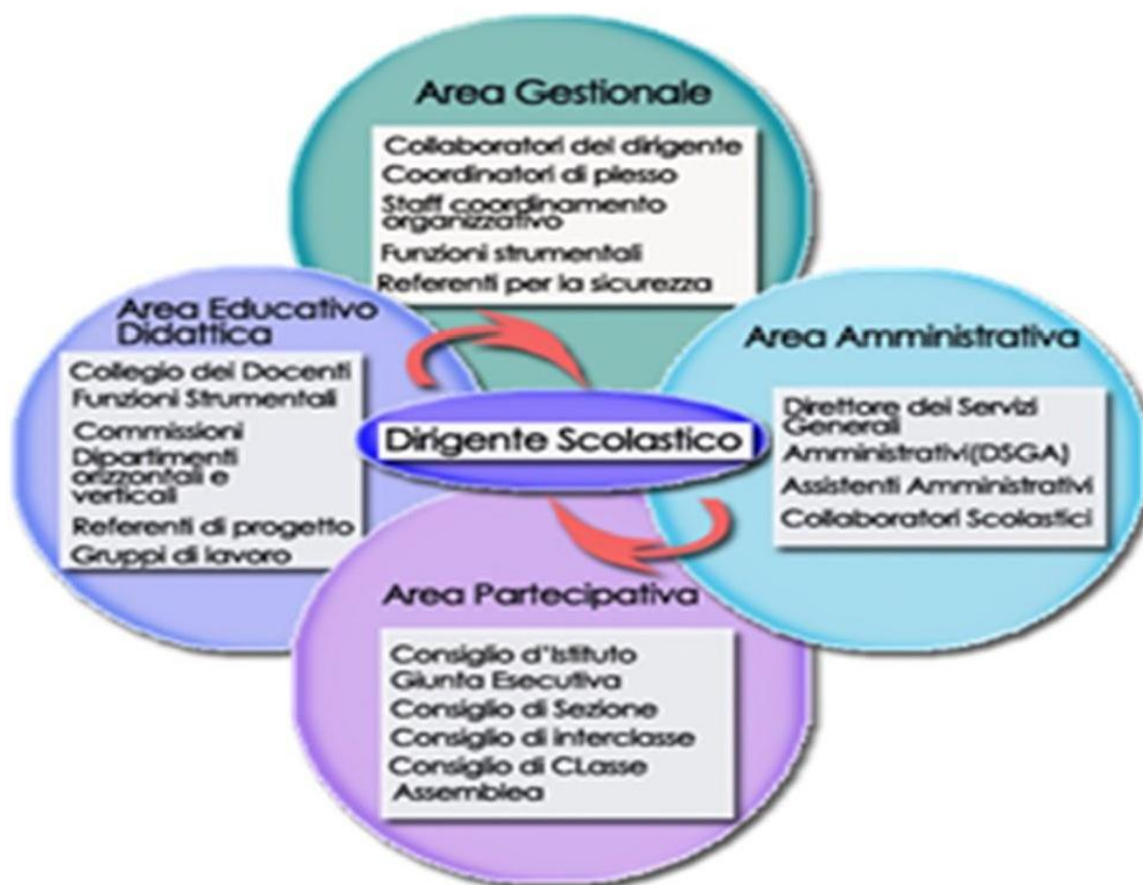 Area Gestionale
Collaboratori del dirigente
Coordinatori di plesso
Staff coordinamento
organizzativo
Funzioni strumentali
Referenti per la sicurezza
Area Educativo
Didattica
Collegio dei Docenti
Funzioni Strumentali
Commissioni
Dipartimenti
orizzontali e
verticali
Referenti di progetto
Gruppi di lavoro
Dirigente Scolastico
Area Amministrativa
Direttore dei Servizi
Generali
Amministrativi(DSGA)
Assistenti Amministrativi
Collaboratori Scolastici
Area Partecipativa
Consiglio d'Istituto
Giunta Esecutiva
Consiglio di Sezione
Consiglio di interclasse
Consiglio di CLasse
Assemblea